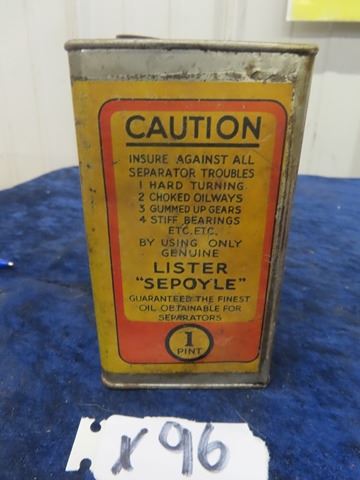 CAUTION
INSURE AGAINST ALL
SEPARATOR TROUBLES
1 HARD TURNING
2 CHOKED OILWAYS
3 GUMMED UP GEARS
4 STIFF BEARINGS
ETC. ETC.
BY USING ONLY
GENUINE
LISTER
"SEPOYLE"
GUARANTEED THE FINEST
OIL OBTAINABLE FOR
SEPARATORS
1
PINT
X96